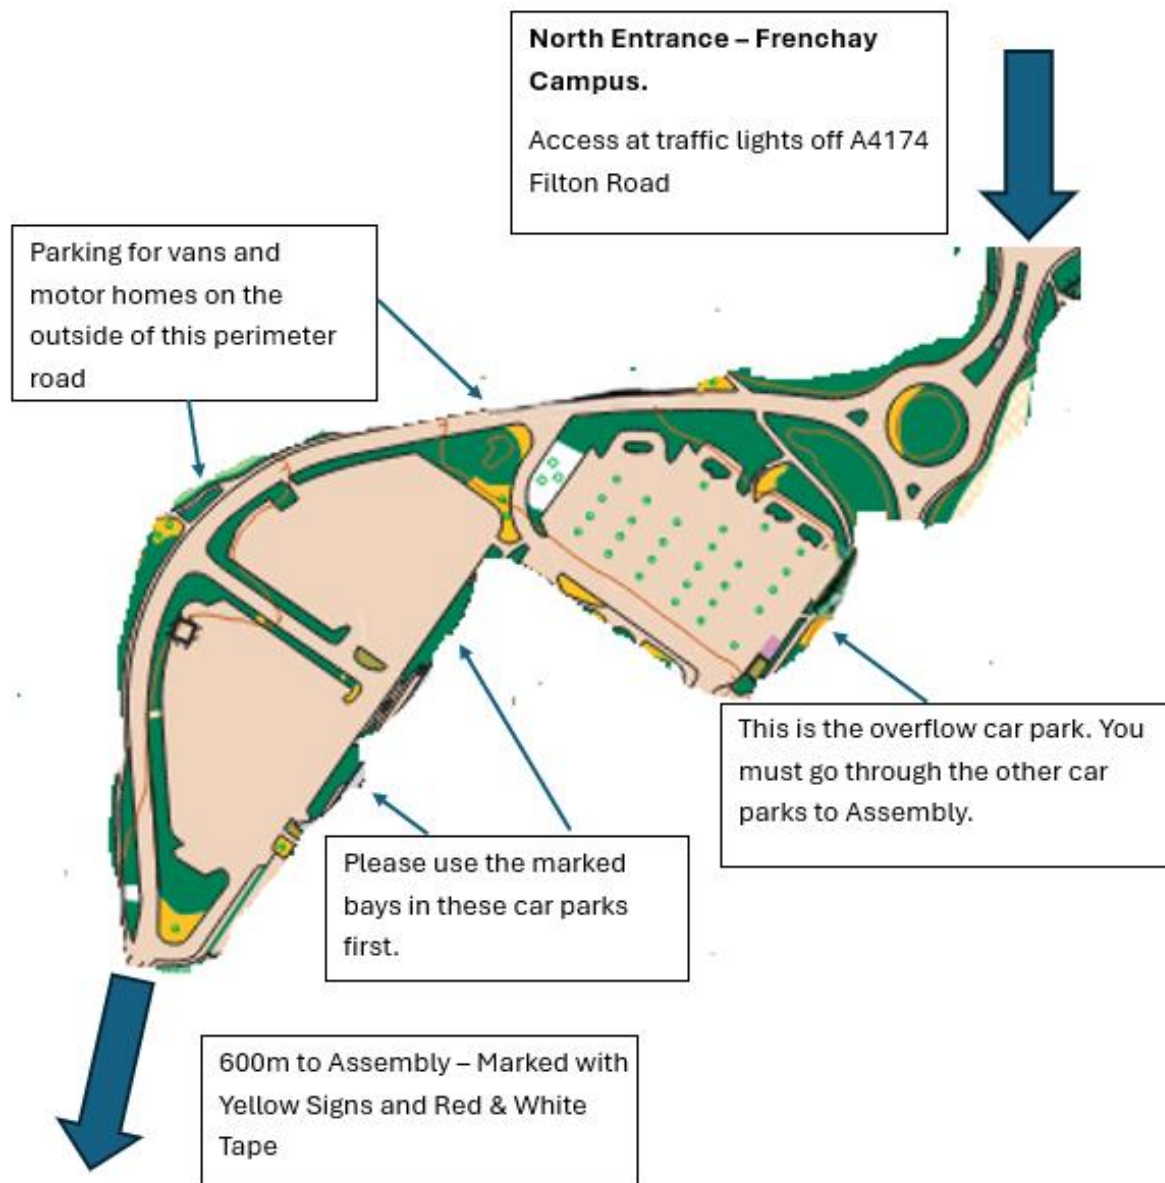 North Entrance – Frenchay
Campus.
Access at traffic lights off A4174
Filton Road
Parking for vans and
motor homes on the
outside of this perimeter
road
This is the overflow car park. You
must go through the other car
parks to Assembly.
Please use the marked
bays in these car parks
first.
600m to Assembly – Marked with
Yellow Signs and Red & White
Tape